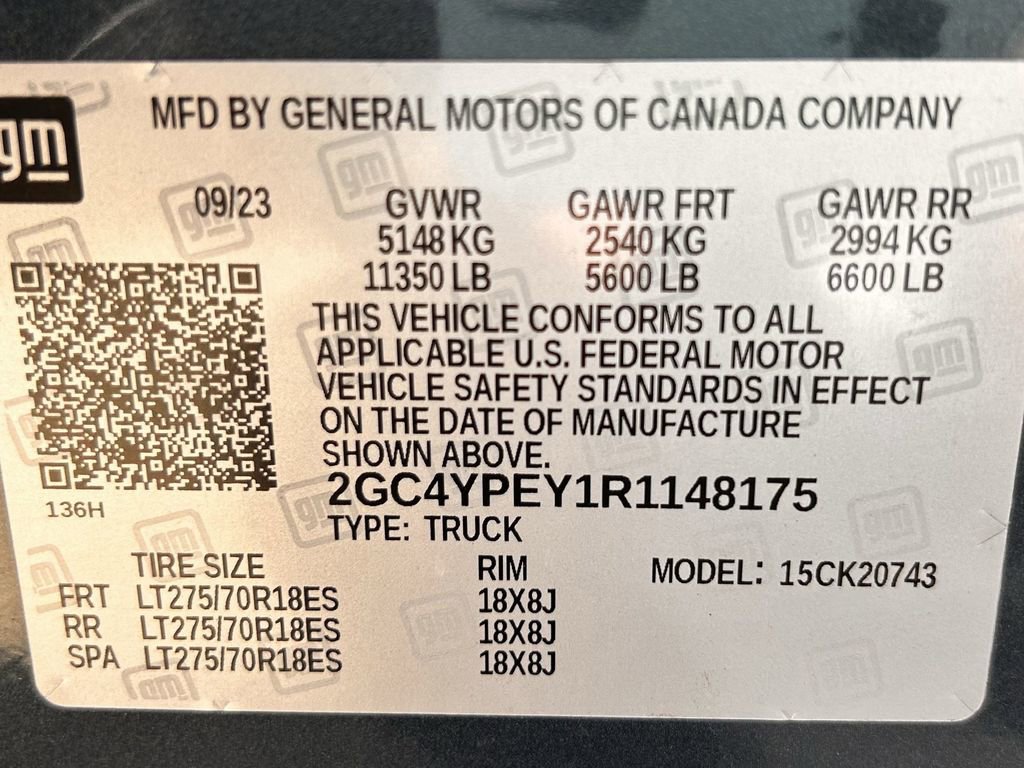 gm
MFD BY GENERAL MOTORS OF CANADA COMPANY
09/23 GVWR GAWR FRT GAWR RR
5148 KG 2540 KG 2994 KG
11350 LB 5600 LB 6600 LB
THIS VEHICLE CONFORMS TO ALL
APPLICABLE U.S. FEDERAL MOTOR
VEHICLE SAFETY STANDARDS IN EFFECT
ON THE DATE OF MANUFACTURE
SHOWN ABOVE.
136H
2GC4YPEY1R1148175
TYPE: TRUCK
TIRE SIZE RIM MODEL: 15CK20743
FRT LT275/70R18ES 18X8J
RR LT275/70R18ES 18X8J
SPA LT275/70R18ES 18X8J